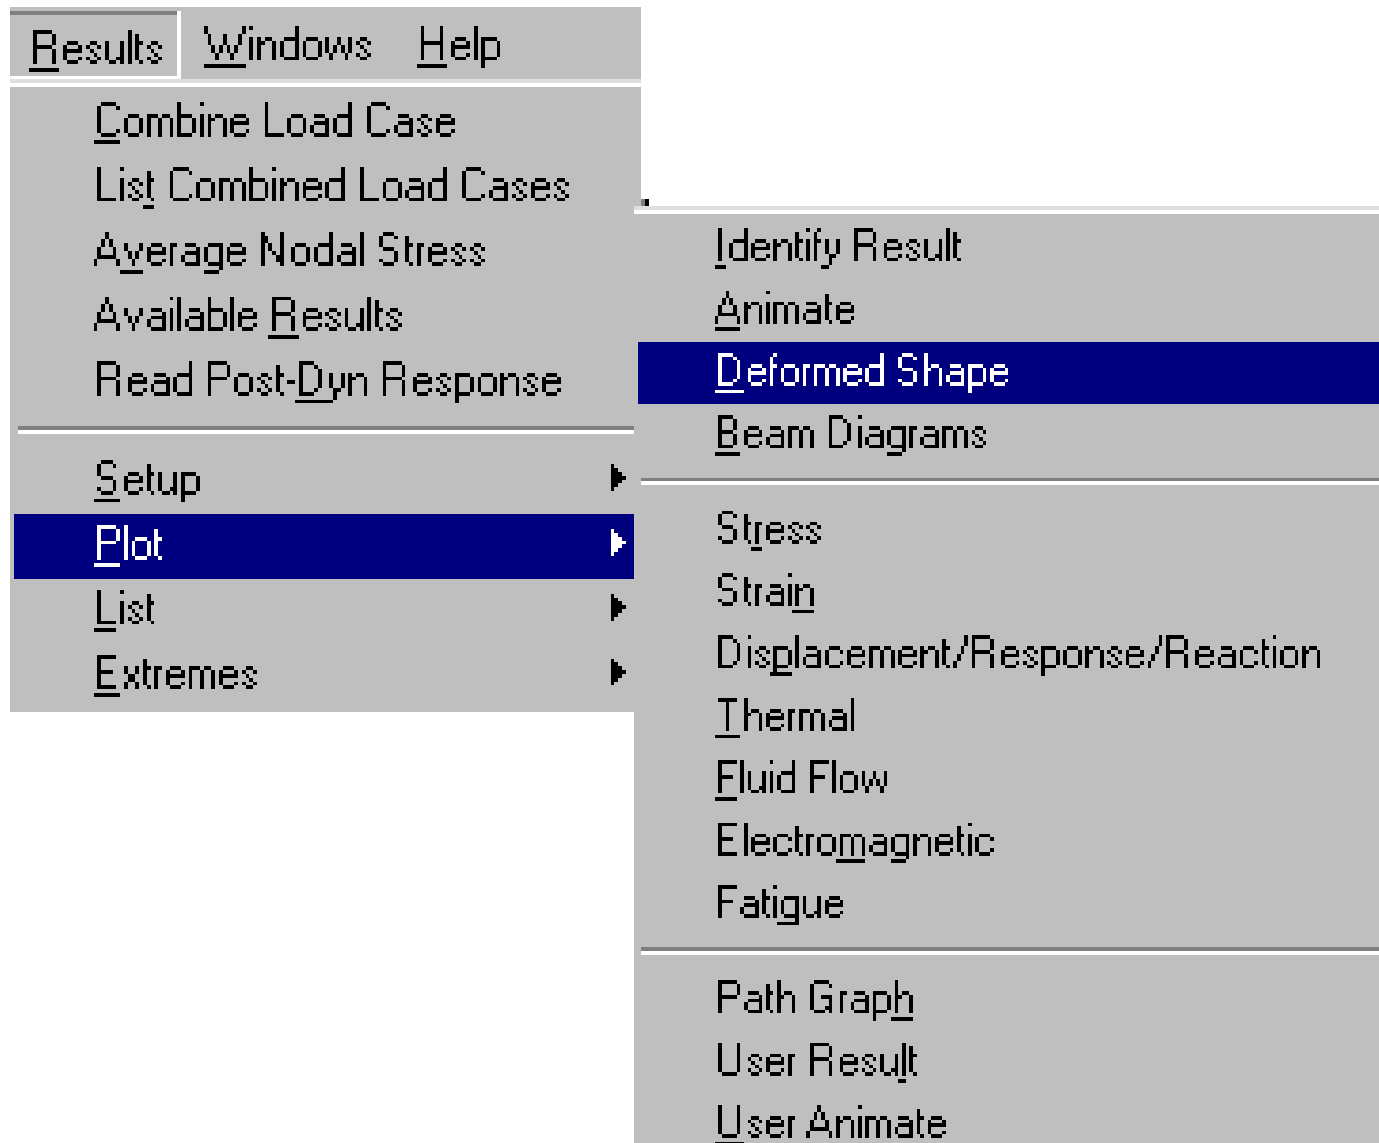 Results Windows Help
Combine Load Case
List Combined Load Cases
Average Nodal Stress
Available Results
Read Post-Dyn Response
Setup
Plot
List
Extremes
Identify Result
Animate
Deformed Shape
Beam Diagrams
Stress
Strain
Displacement/Response/Reaction
Thermal
Fluid Flow
Electromagnetic
Fatigue
Path Graph
User Result
User Animate